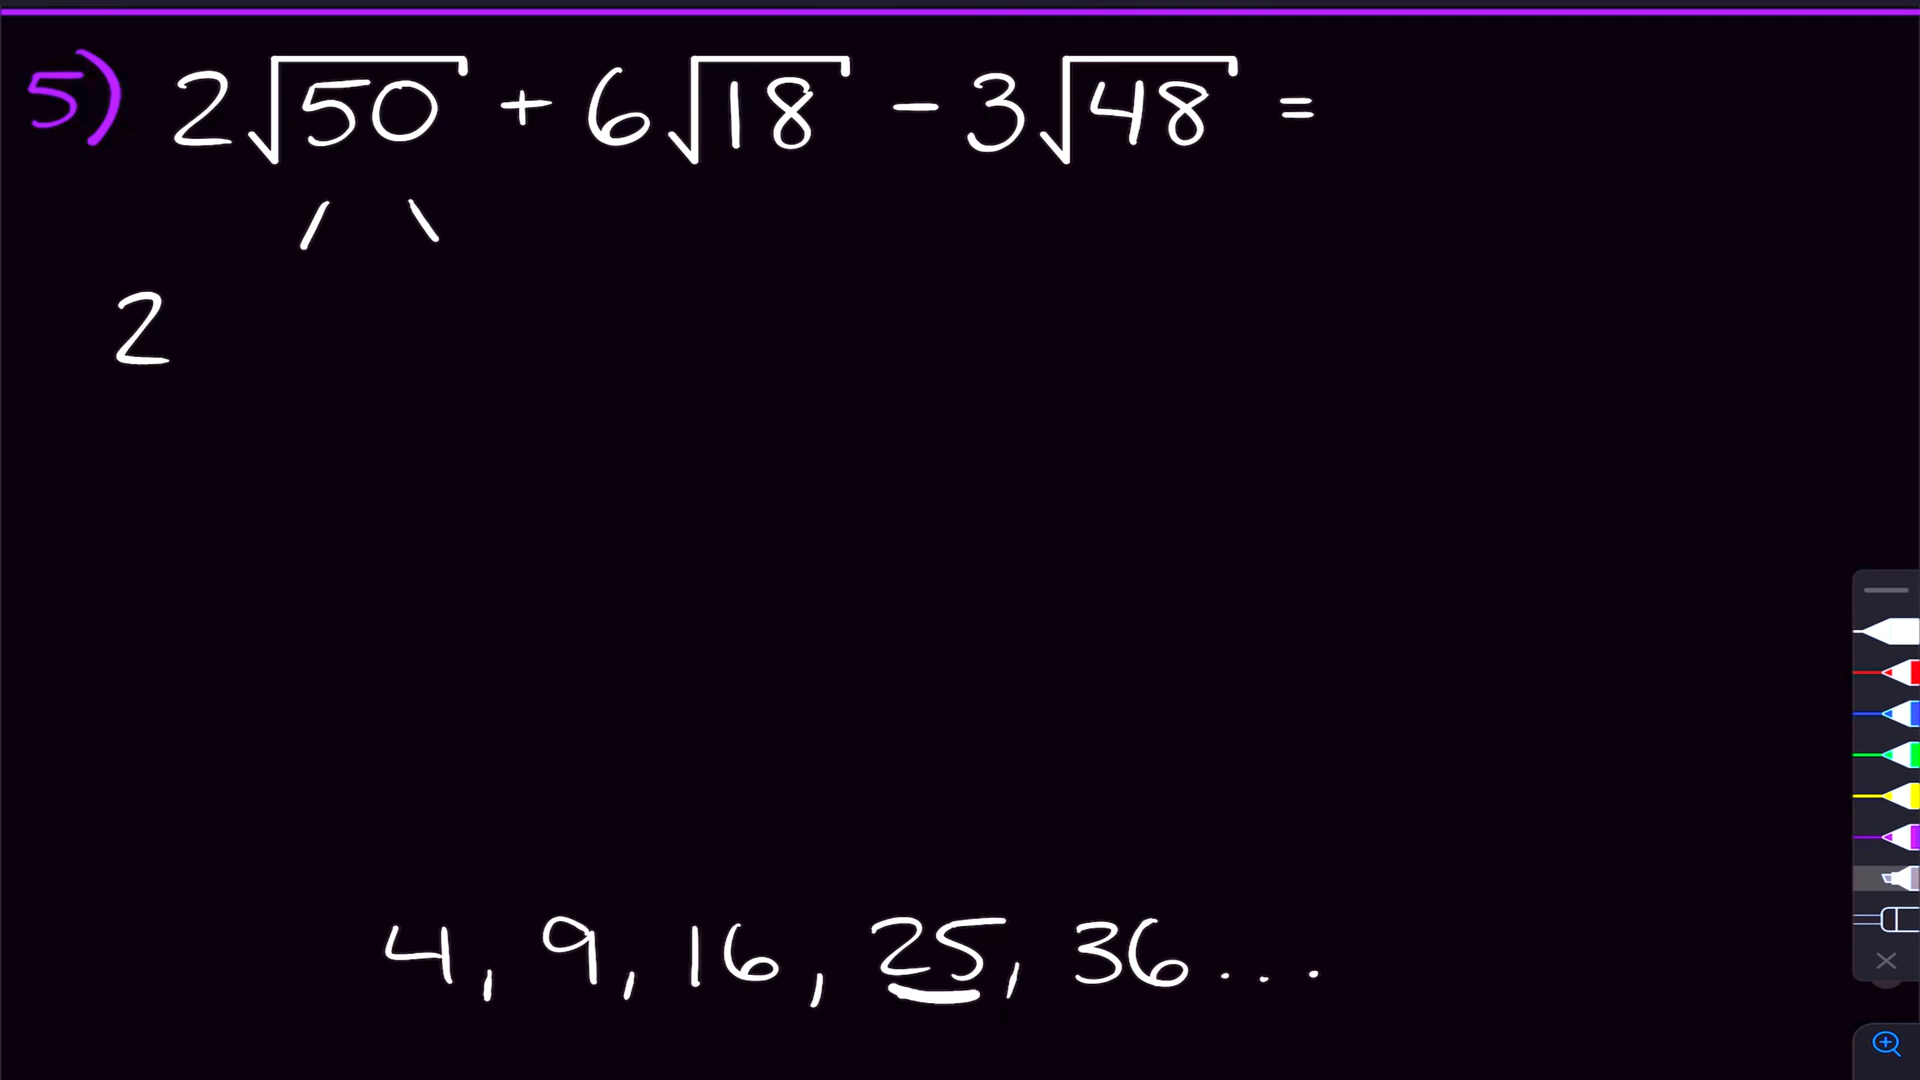 5) 2√50 + 6√18 - 3√48 =
2
4, 9, 16, 25, 36...